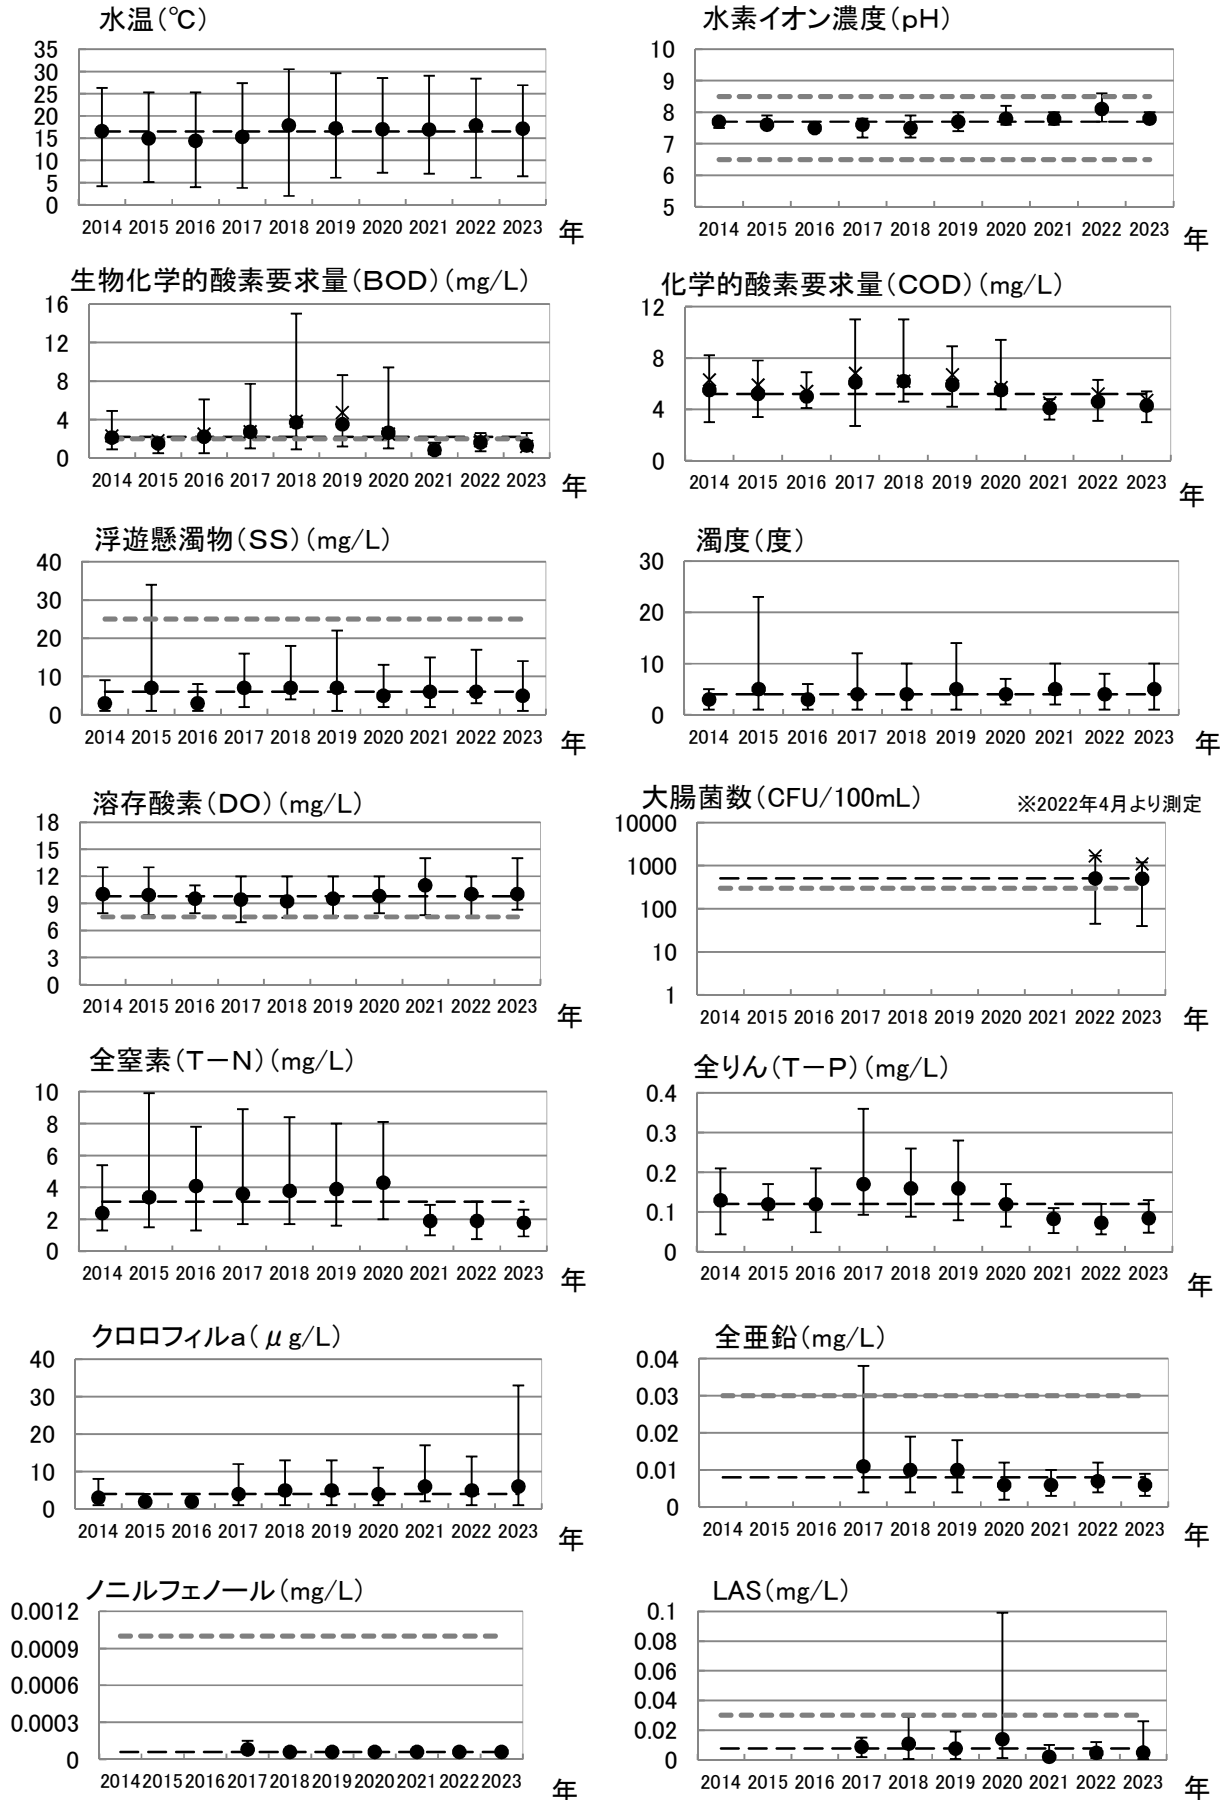 水温(℃)
35
30
25
20
15
10
5
0
2014 2015 2016 2017 2018 2019 2020 2021 2022 2023 年
水素イオン濃度(pH)
10
9
8
7
6
5
2014 2015 2016 2017 2018 2019 2020 2021 2022 2023 年
生物化学的酸素要求量(BOD)(mg/L)
16
12
8
4
0
2014 2015 2016 2017 2018 2019 2020 2021 2022 2023 年
化学的酸素要求量(COD)(mg/L)
12
8
4
0
2014 2015 2016 2017 2018 2019 2020 2021 2022 2023 年
浮遊懸濁物(SS)(mg/L)
40
30
20
10
0
2014 2015 2016 2017 2018 2019 2020 2021 2022 2023 年
濁度(度)
30
20
10
0
2014 2015 2016 2017 2018 2019 2020 2021 2022 2023 年
溶存酸素(DO)(mg/L)
18
15
12
9
6
3
0
2014 2015 2016 2017 2018 2019 2020 2021 2022 2023 年
大腸菌数(CFU/100mL) ※2022年4月より測定
10000
1000
100
10
1
2014 2015 2016 2017 2018 2019 2020 2021 2022 2023 年
全窒素(T-N)(mg/L)
10
8
6
4
2
0
2014 2015 2016 2017 2018 2019 2020 2021 2022 2023 年
全りん(T-P)(mg/L)
0.4
0.3
0.2
0.1
0
2014 2015 2016 2017 2018 2019 2020 2021 2022 2023 年
クロロフィルa(μg/L)
40
30
20
10
0
2014 2015 2016 2017 2018 2019 2020 2021 2022 2023 年
全亜鉛(mg/L)
0.04
0.03
0.02
0.01
0
2014 2015 2016 2017 2018 2019 2020 2021 2022 2023 年
ノニルフェノール(mg/L)
0.0012
0.0009
0.0006
0.0003
0
2014 2015 2016 2017 2018 2019 2020 2021 2022 2023 年
LAS(mg/L)
0.1
0.08
0.06
0.04
0.02
0
2014 2015 2016 2017 2018 2019 2020 2021 2022 2023 年